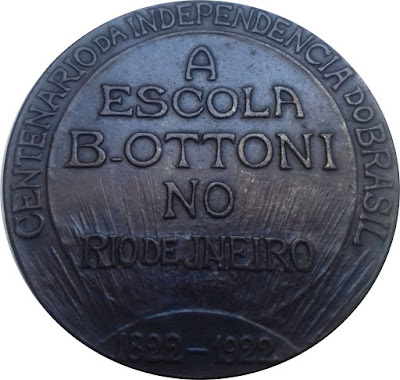 CENTENARIO DA INDEPENDENCIA DO BRASIL
A
ESCOLA
B-OTTONI
NO
RIO DE JNEIRO
1822-1922